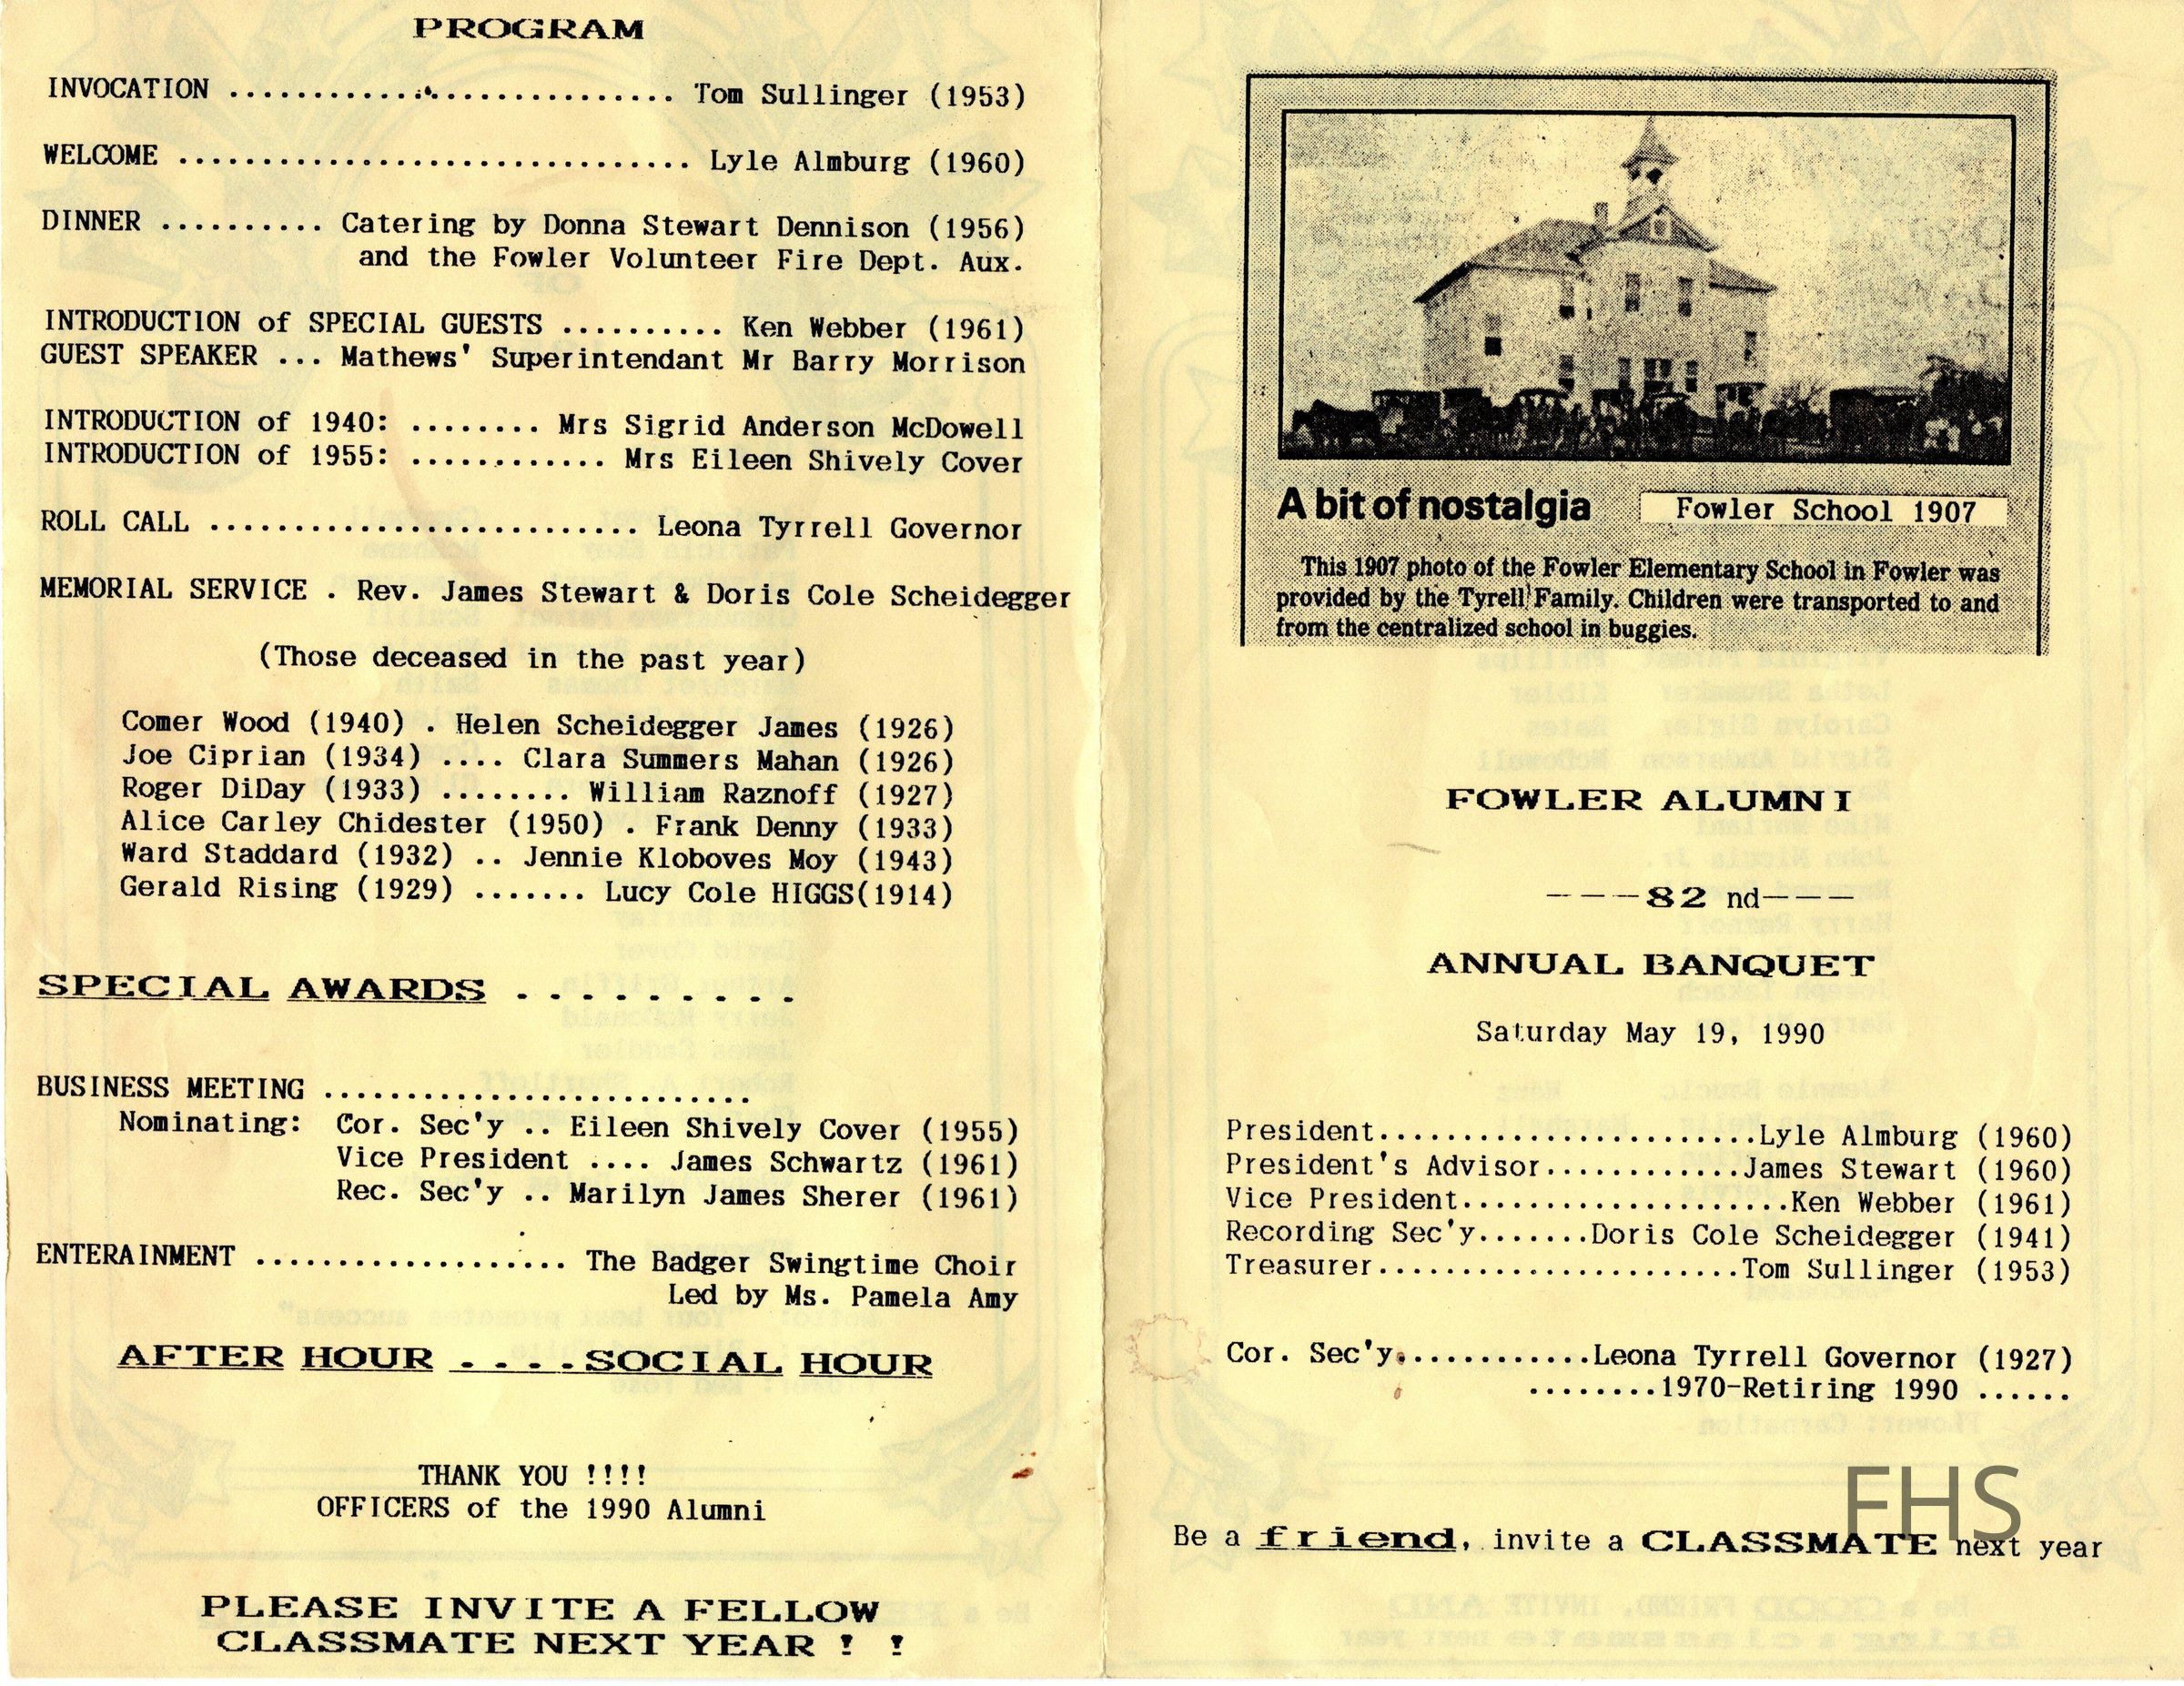 PROGRAM
INVOCATION .............................. Tom Sullinger (1953)
WELCOME ............................... Lyle Almburg (1960)
DINNER .......... Catering by Donna Stewart Dennison (1956)
and the Fowler Volunteer Fire Dept. Aux.
INTRODUCTION of SPECIAL GUESTS .......... Ken Webber (1961)
GUEST SPEAKER ... Mathews' Superintendant Mr Barry Morrison
INTRODUCTION of 1940: ........ Mrs Sigrid Anderson McDowell
INTRODUCTION of 1955: ............ Mrs Eileen Shively Cover
ROLL CALL .......................... Leona Tyrrell Governor
MEMORIAL SERVICE . Rev. James Stewart & Doris Cole Scheidegger
(Those deceased in the past year)
Comer Wood (1940) . Helen Scheidegger James (1926)
Joe Ciprian (1934) .... Clara Summers Mahan (1926)
Roger DiDay (1933) ........ William Raznoff (1927)
Alice Carley Chidester (1950) . Frank Denny (1933)
Ward Staddard (1932) .. Jennie Kloboves Moy (1943)
Gerald Rising (1929) ....... Lucy Cole HIGGS(1914)
SPECIAL AWARDS . . . . . . . . .
BUSINESS MEETING ..........................
Nominating: Cor. Sec'y .. Eileen Shively Cover (1955)
Vice President .... James Schwartz (1961)
Rec. Sec'y .. Marilyn James Sherer (1961)
ENTERAINMENT ................... The Badger Swingtime Choir
Led by Ms. Pamela Amy
AFTER HOUR . . . . SOCIAL HOUR
THANK YOU !!!!
OFFICERS of the 1990 Alumni
PLEASE INVITE A FELLOW
CLASSMATE NEXT YEAR ! !
A bit of nostalgia Fowler School 1907
This 1907 photo of the Fowler Elementary School in Fowler was
provided by the Tyrell Family. Children were transported to and
from the centralized school in buggies.
FOWLER ALUMNI
---82 nd---
ANNUAL BANQUET
Saturday May 19, 1990
President.......................Lyle Almburg (1960)
President's Advisor............James Stewart (1960)
Vice President....................Ken Webber (1961)
Recording Sec'y.......Doris Cole Scheidegger (1941)
Treasurer......................Tom Sullinger (1953)
Cor. Sec'y............Leona Tyrrell Governor (1927)
........1970-Retiring 1990 ......
FHS
Be a friend, invite a CLASSMATE next year